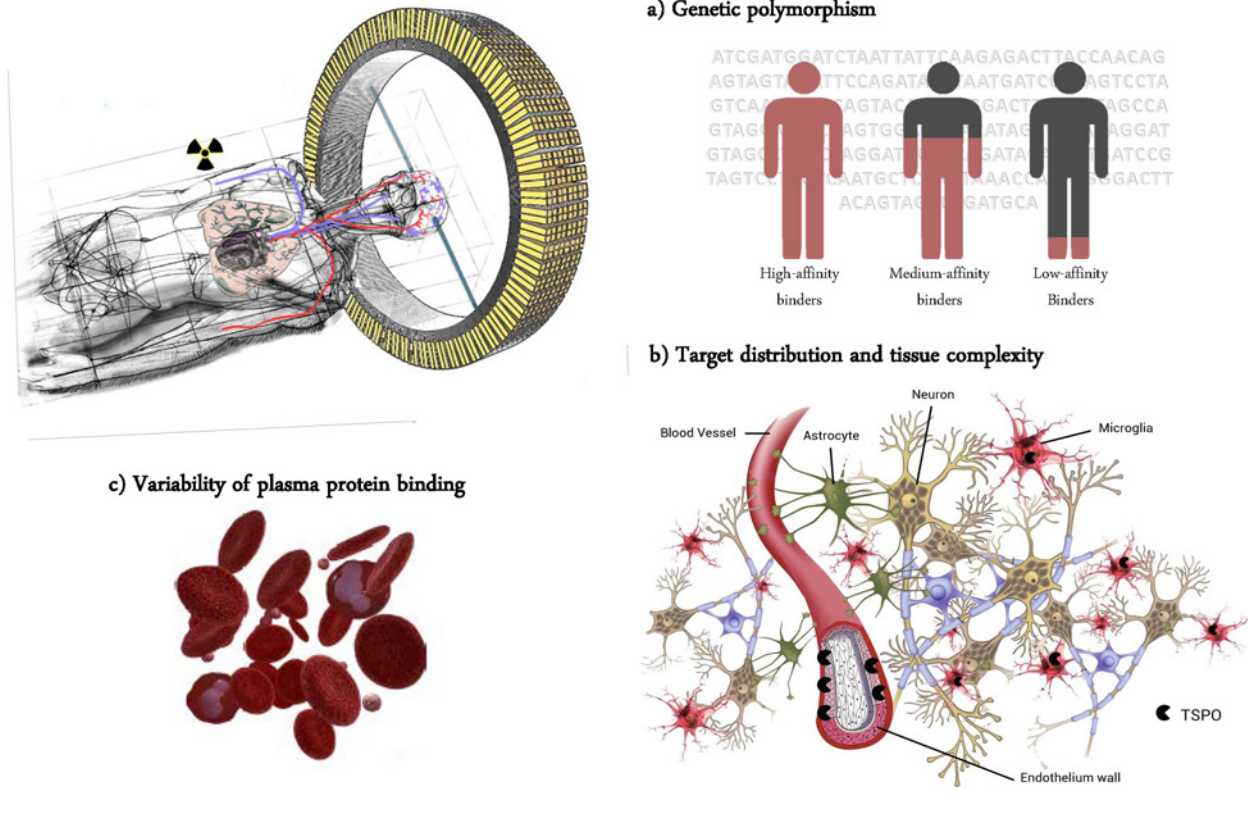 a) Genetic polymorphism
ATCGATGGATCTAATTATTCAAGAGACTTACCAACAG
High-affinity
binders
Medium-affinity
binders
Low-affinity
Binders
b) Target distribution and tissue complexity
Neuron
Blood Vessel
Astrocyte
Microglia
TSPO
Endothelium wall
c) Variability of plasma protein binding